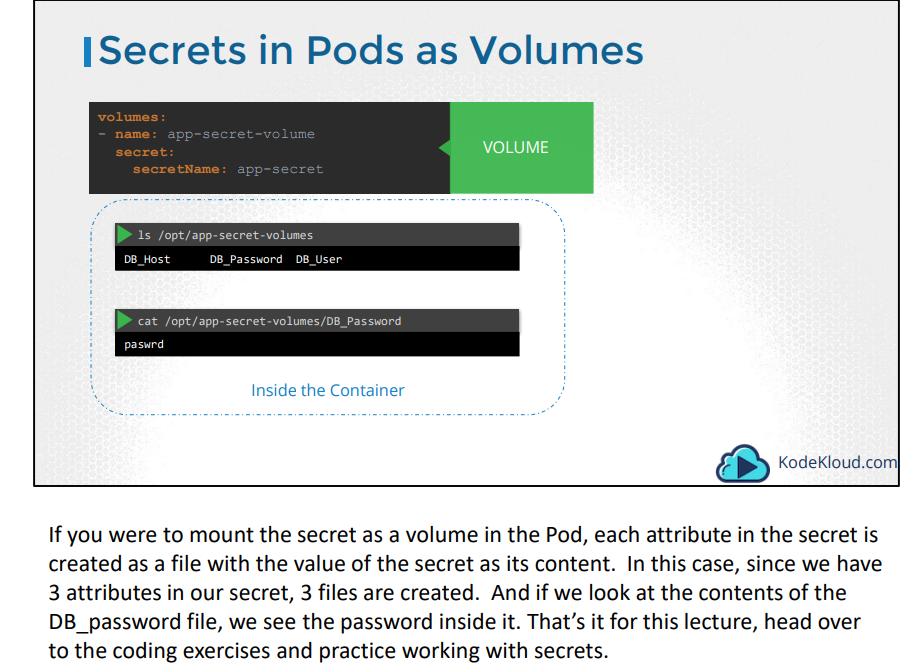 Secrets in Pods as Volumes
volumes:
- name: app-secret-volume
secret:
secretName: app-secret
VOLUME
ls /opt/app-secret-volumes
DB_Host DB_Password DB_User
cat /opt/app-secret-volumes/DB_Password
paswrd
Inside the Container
KodeKloud.com
If you were to mount the secret as a volume in the Pod, each attribute in the secret is
created as a file with the value of the secret as its content. In this case, since we have
3 attributes in our secret, 3 files are created. And if we look at the contents of the
DB_password file, we see the password inside it. That’s it for this lecture, head over
to the coding exercises and practice working with secrets.